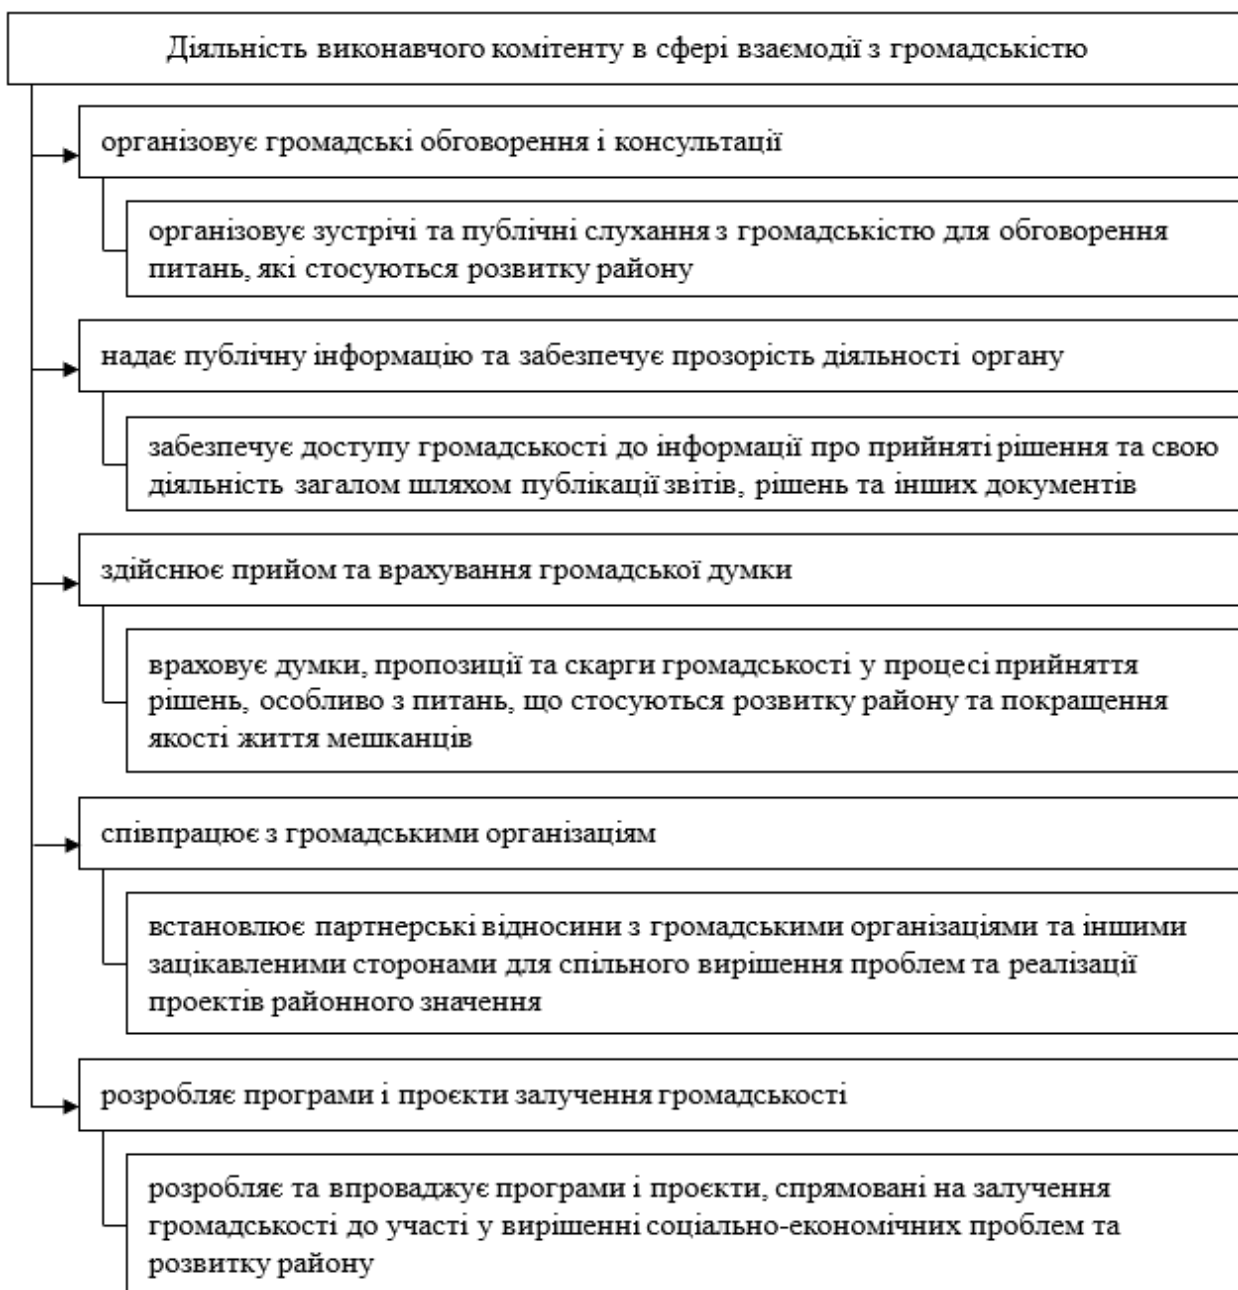 Діяльність виконавчого комітенту в сфері взаємодії з громадськістю
організовує громадські обговорення і консультації
організовує зустрічі та публічні слухання з громадськістю для обговорення
питань, які стосуються розвитку району
надає публічну інформацію та забезпечує прозорість діяльності органу
забезпечує доступу громадськості до інформації про прийняті рішення та свою
діяльність загалом шляхом публікації звітів, рішень та інших документів
здійснює прийом та врахування громадської думки
враховує думки, пропозиції та скарги громадськості у процесі прийняття
рішень, особливо з питань, що стосуються розвитку району та покращення
якості життя мешканців
співпрацює з громадськими організаціям
встановлює партнерські відносини з громадськими організаціями та іншими
зацікавленими сторонами для спільного вирішення проблем та реалізації
проектів районного значення
розробляє програми і проєкти залучення громадськості
розробляє та впроваджує програми і проєкти, спрямовані на залучення
громадськості до участі у вирішенні соціально-економічних проблем та
розвитку району